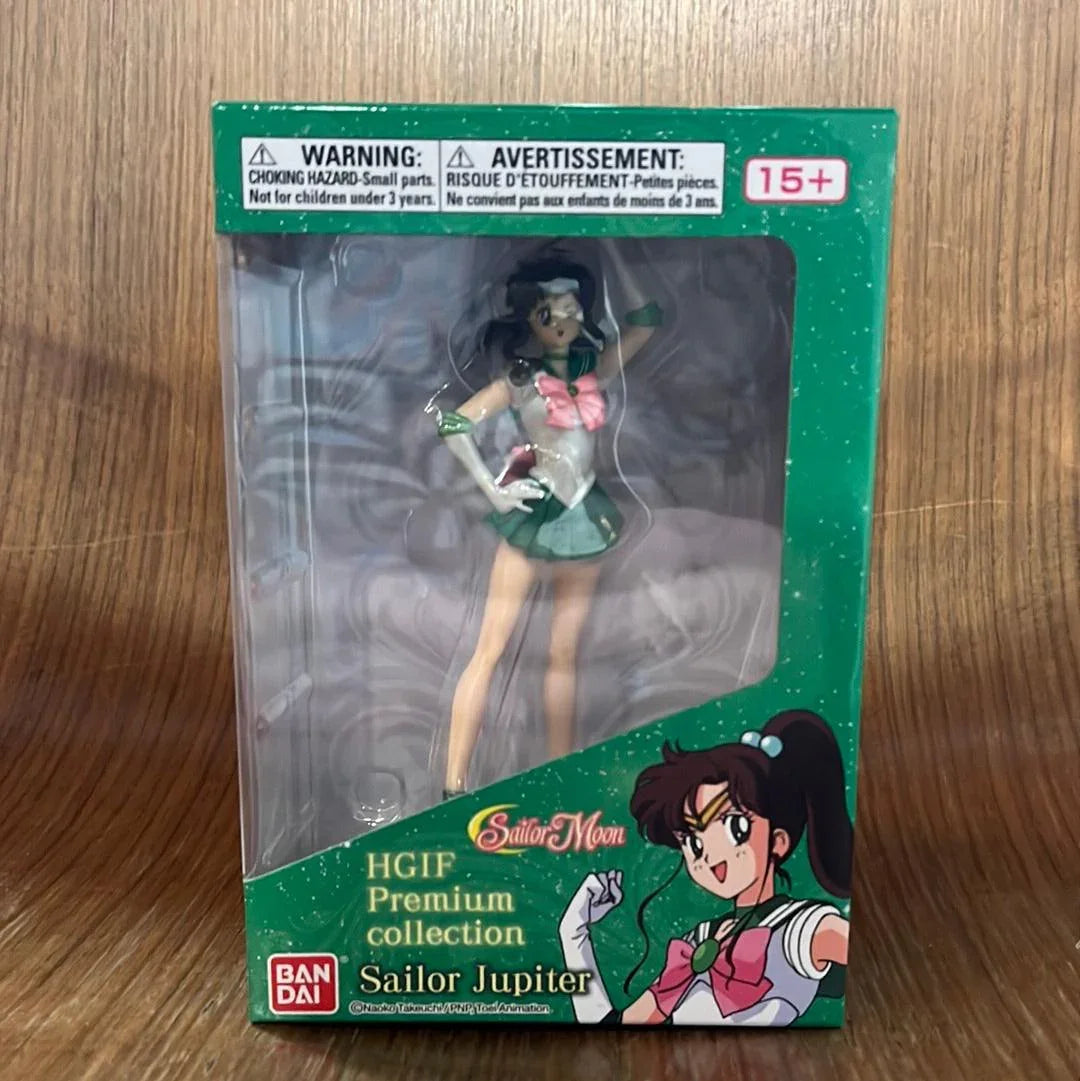 WARNING:
CHOKING HAZARD-Small parts.
Not for children under 3 years.
AVERTISSEMENT:
RISQUE D'ÉTOUFFEMENT-Petites pièces.
Ne convient pas aux enfants de moins de 3 ans.
15+
Sailor Moon
HGIF
Premium
collection
BAN
DAI
Sailor Jupiter
©Naoko Takeuchi / PNP, Toei Animation